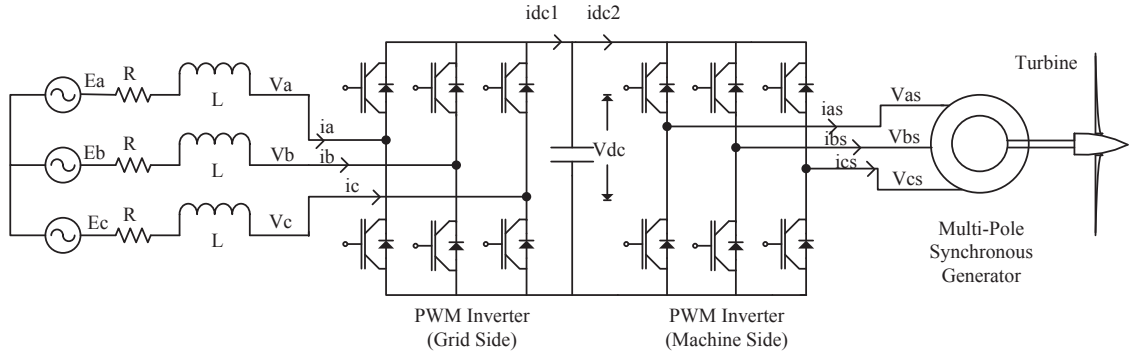 idc1 idc2
Ea R L Va ia
Eb R L Vb ib
Ec R L Vc ic
Vdc
ias Vas
ibs Vbs
ics Vcs
Turbine
Multi-Pole
Synchronous
Generator
PWM Inverter
(Grid Side)
PWM Inverter
(Machine Side)